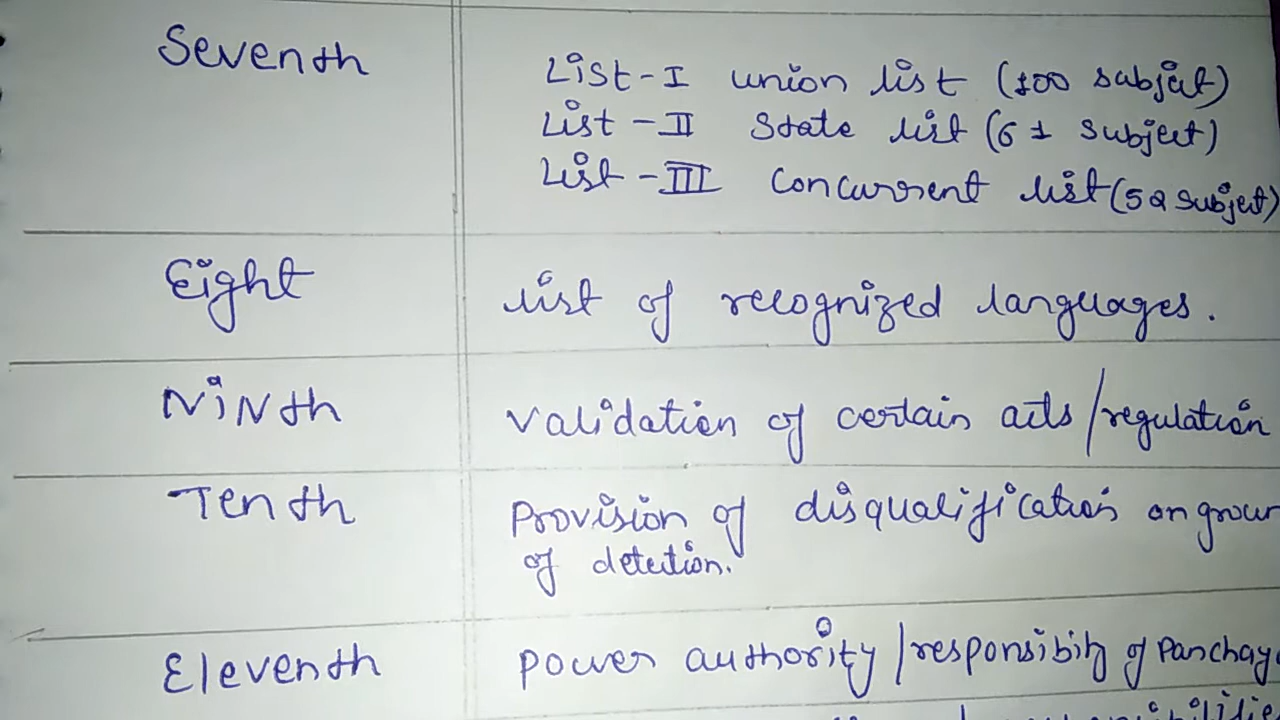 Seventh
List-I union list (100 subject)
List-II State list (61 subject)
List-III Concurrent list (52 subject)
Eight
list of recognized languages.
Ninth
Validation of certain acts/regulation
Tenth
Provision of disqualification on groun
of detection.
Eleventh
Power authority/responsibity of Panchay